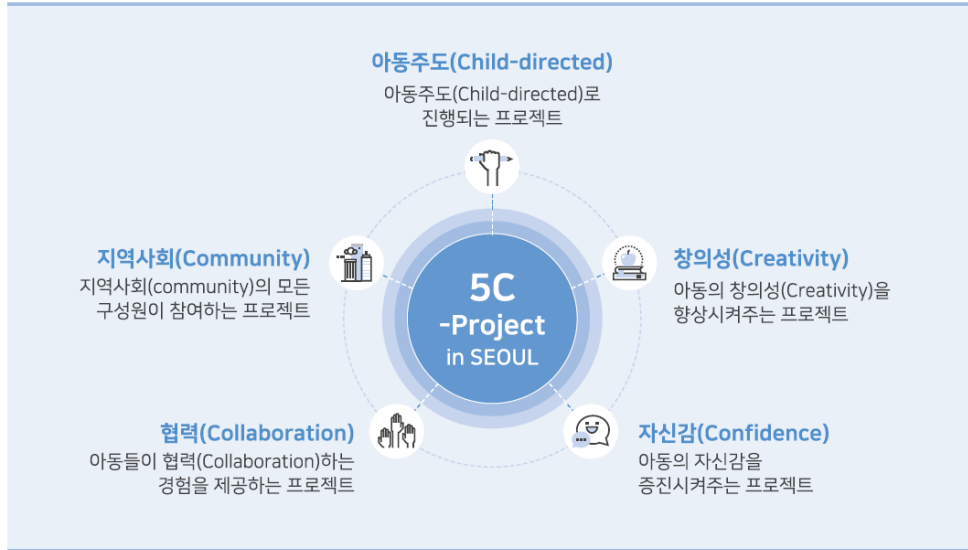 아동주도(Child-directed)
아동주도(Child-directed)로
진행되는 프로젝트
지역사회(Community)
지역사회(community)의 모든
구성원이 참여하는 프로젝트
창의성(Creativity)
아동의 창의성(Creativity)을
향상시켜주는 프로젝트
5C
-Project
in SEOUL
협력(Collaboration)
아동들이 협력(Collaboration)하는
경험을 제공하는 프로젝트
자신감(Confidence)
아동의 자신감을
증진시켜주는 프로젝트